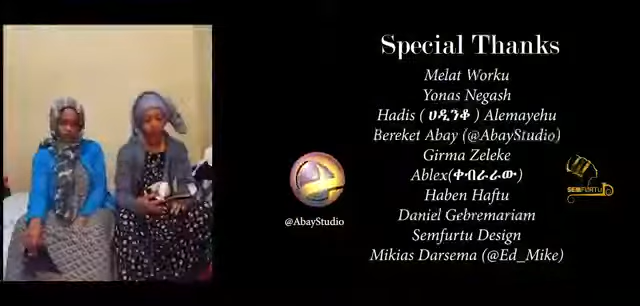 Special Thanks
Melat Worku
Yonas Negash
Hadis ( ሀዲንቆ ) Alemayehu
Bereket Abay (@AbayStudio)
Girma Zeleke
Ablex(ቀብራራው)
Haben Haftu
Daniel Gebremariam
Semfurtu Design
Mikias Darsema (@Ed_Mike)
@AbayStudio
SEMFURTU